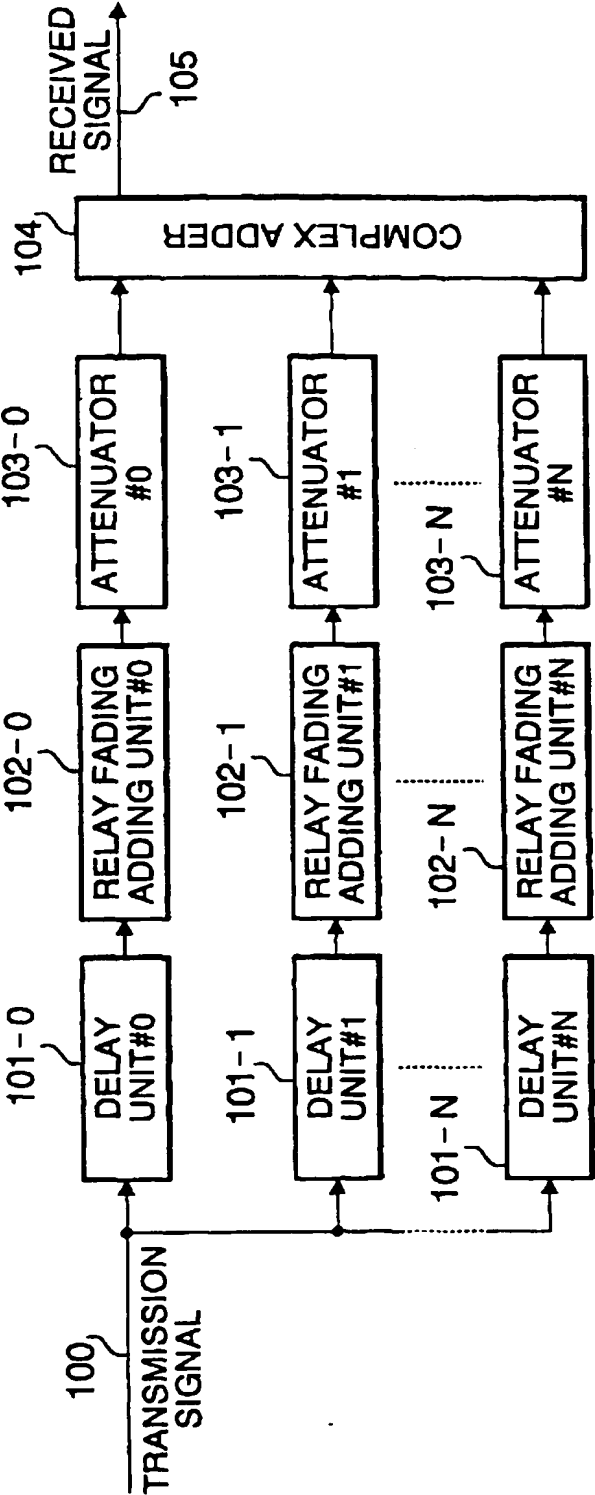 100
TRANSMISSION
SIGNAL
101-0
DELAY
UNIT#0
102-0
RELAY FADING
ADDING UNIT#0
103-0
ATTENUATOR
#0
104
COMPLEX ADDER
RECEIVED
SIGNAL
105
101-1
DELAY
UNIT#1
102-1
RELAY FADING
ADDING UNIT#1
103-1
ATTENUATOR
#1
101-N
DELAY
UNIT#N
102-N
RELAY FADING
ADDING UNIT#N
103-N
ATTENUATOR
#N